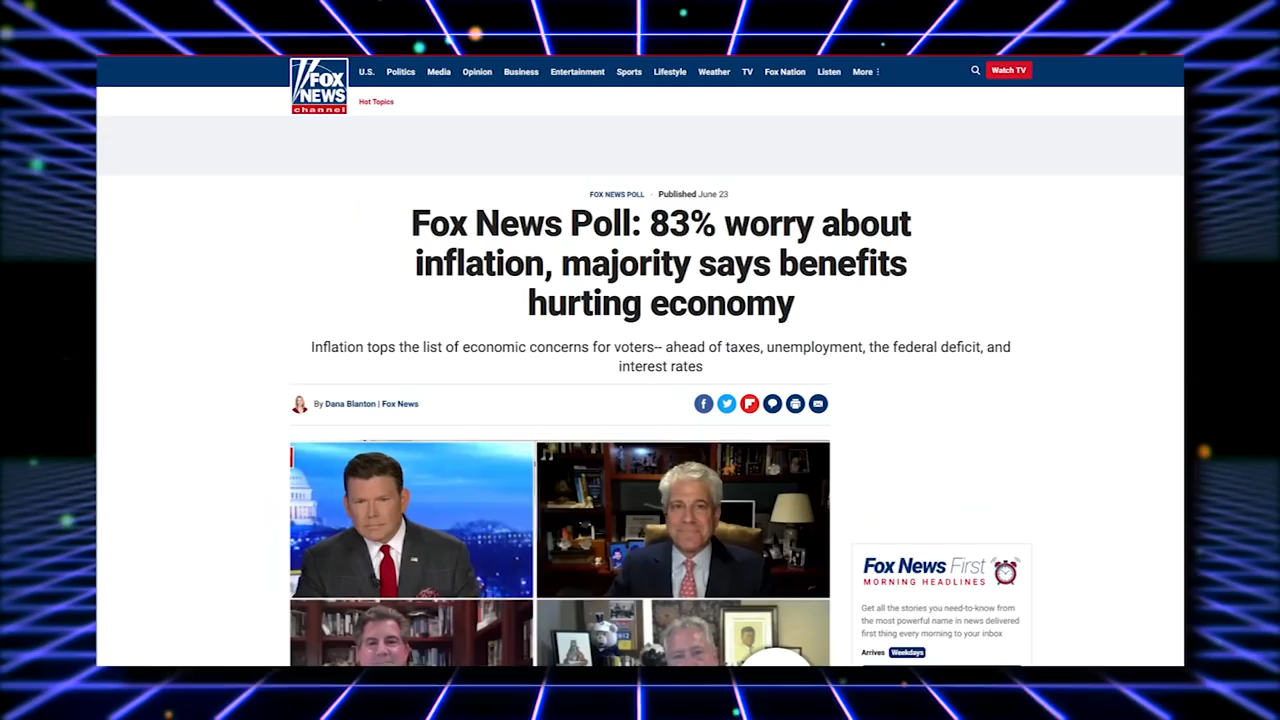 FOX
NEWS
channel
U.S. Politics Media Opinion Business Entertainment Sports Lifestyle Weather TV Fox Nation Listen More
Watch TV
Hot Topics
FOX NEWS POLL · Published June 23
Fox News Poll: 83% worry about
inflation, majority says benefits
hurting economy
Inflation tops the list of economic concerns for voters-- ahead of taxes, unemployment, the federal deficit, and
interest rates
By Dana Blanton | Fox News
Fox News First
MORNING HEADLINES
Get all the stories you need-to-know from
the most powerful name in news delivered
first thing every morning to your inbox
Arrives Weekdays